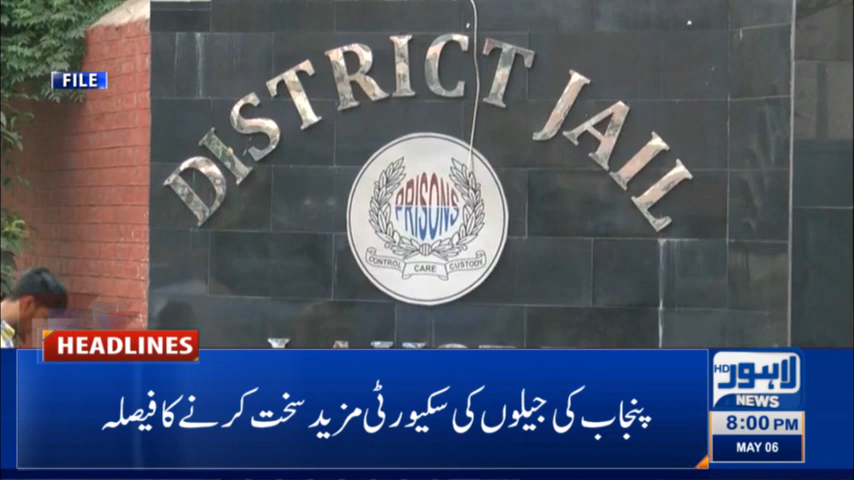 FILE
DISTRICT JAIL
PRISONS
CONTROL CARE CUSTODY
HEADLINES
پنجاب کی جیلوں کی سکیورٹی مزید سخت کرنے کا فیصلہ
HD لاہور
NEWS
8:00 PM
MAY 06